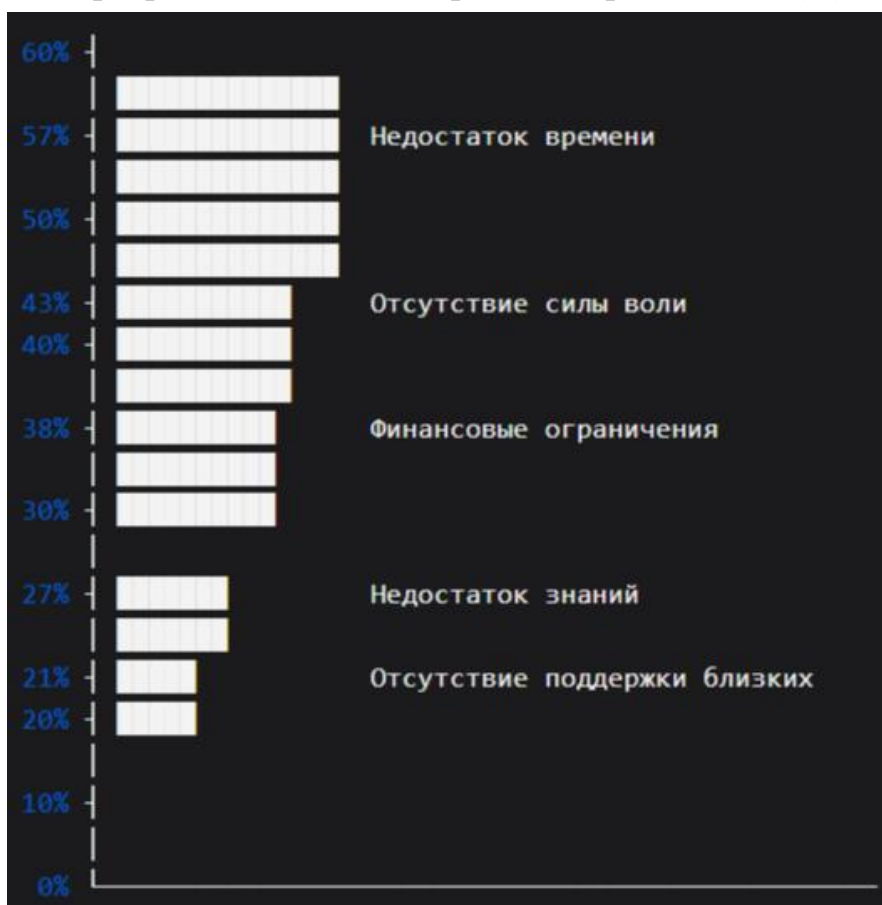 60%
57% Недостаток времени
50%
43% Отсутствие силы воли
40%
38% Финансовые ограничения
30%
27% Недостаток знаний
21% Отсутствие поддержки близких
20%
10%
0%